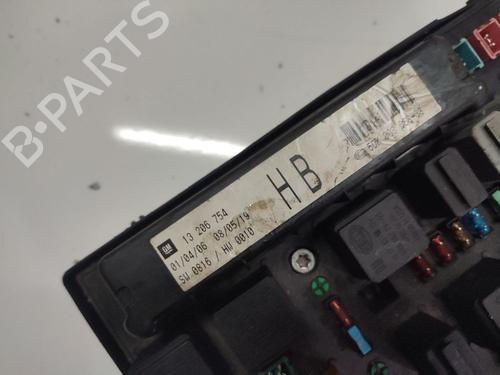 B-PARTS
GM
13 206 754
01/04/06 08/05/19
SW 0816 / HW 0010
HB